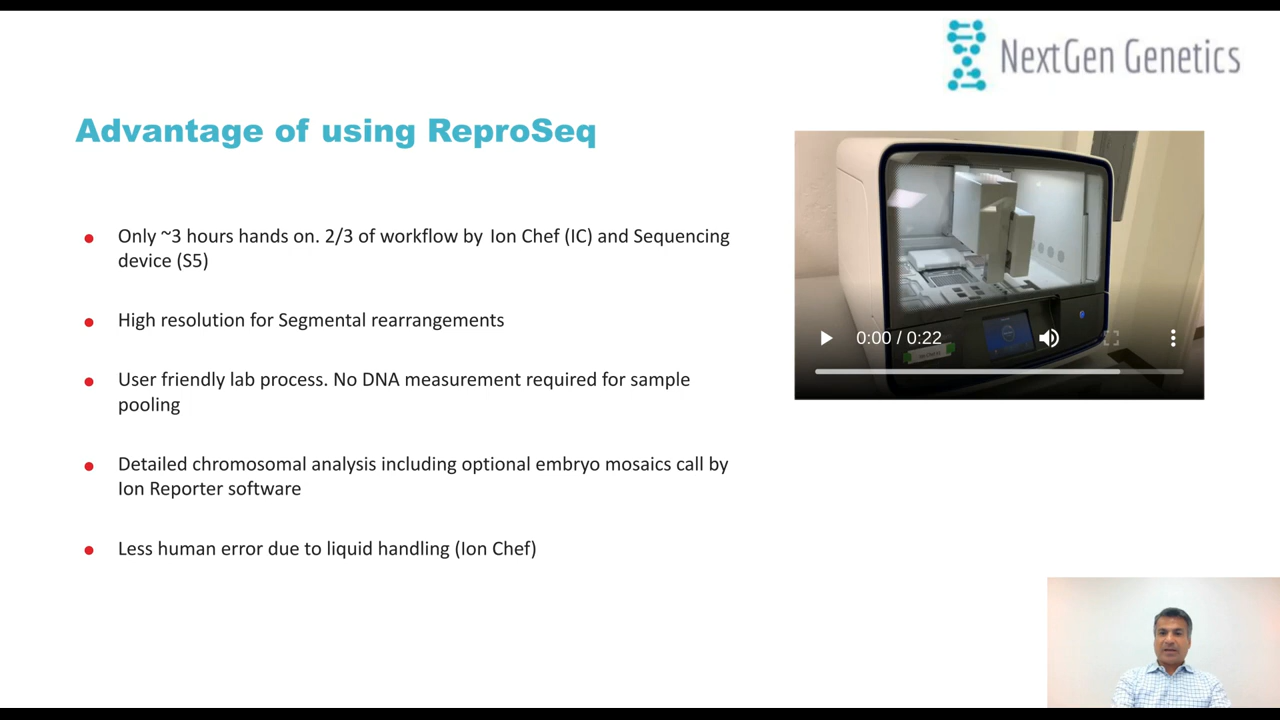 NextGen Genetics
Advantage of using ReproSeq
Only ~3 hours hands on. 2/3 of workflow by Ion Chef (IC) and Sequencing
device (S5)
High resolution for Segmental rearrangements
User friendly lab process. No DNA measurement required for sample
pooling
Detailed chromosomal analysis including optional embryo mosaics call by
Ion Reporter software
Less human error due to liquid handling (Ion Chef)
0:00 / 0:22